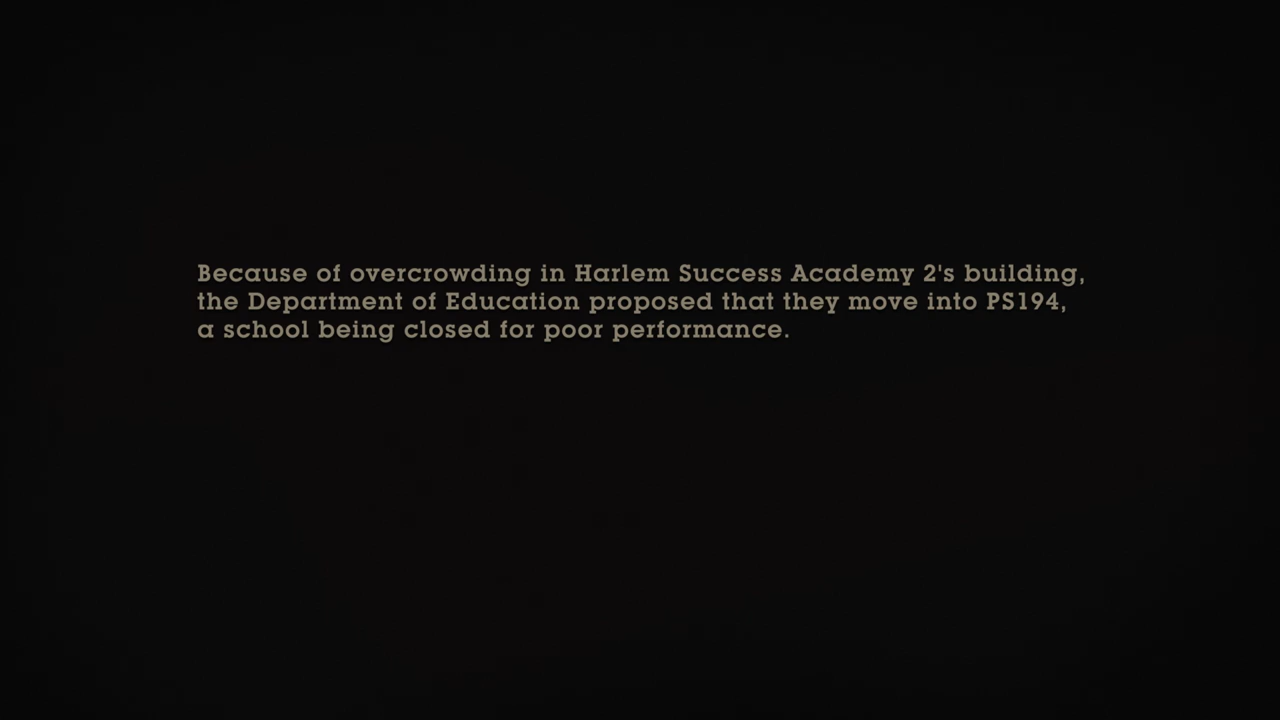 Because of overcrowding in Harlem Success Academy 2's building,
the Department of Education proposed that they move into PS194,
a school being closed for poor performance.